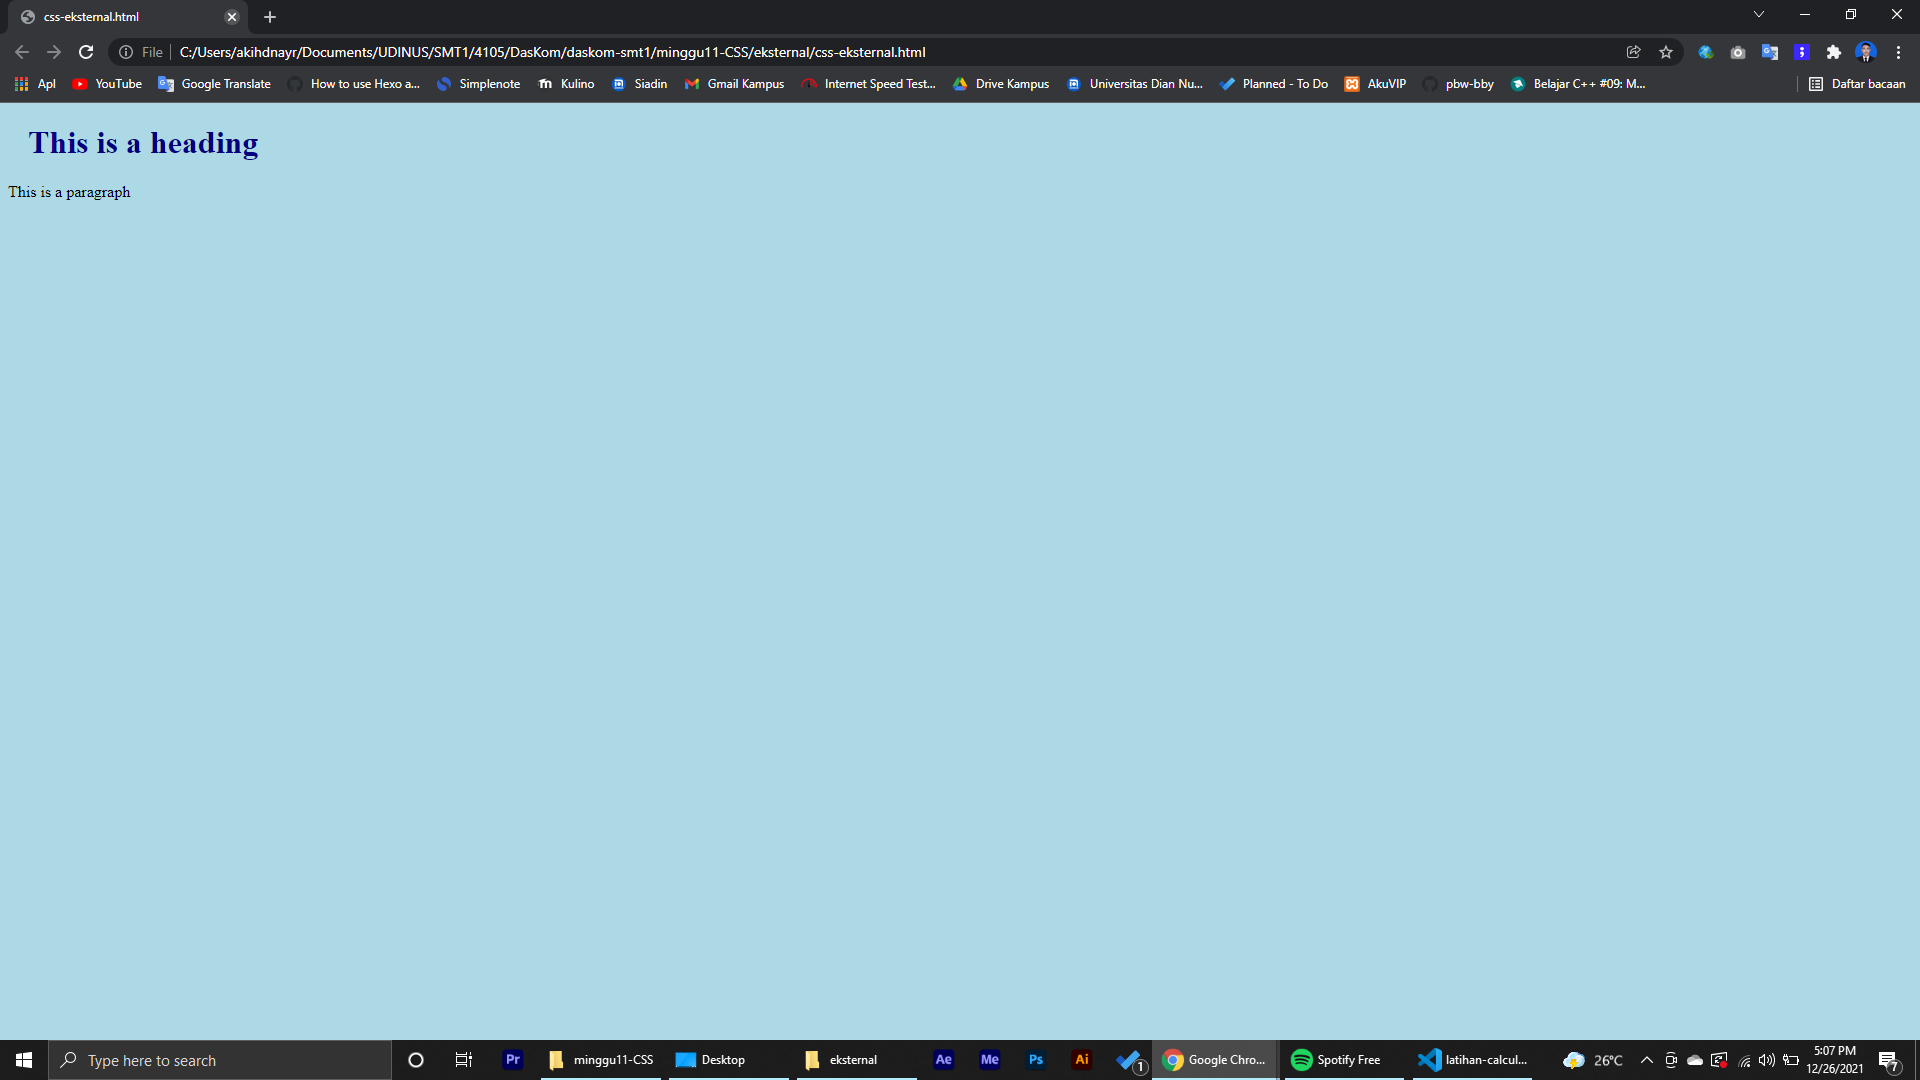 css-eksternal.html
File C:/Users/akihdnayr/Documents/UDINUS/SMT1/4105/DasKom/daskom-smt1/minggu11-CSS/eksternal/css-eksternal.html
Apl YouTube Google Translate How to use Hexo a... Simplenote Kulino Siadin Gmail Kampus Internet Speed Test... Drive Kampus Universitas Dian Nu... Planned - To Do AkuVIP pbw-bby Belajar C++ #09: M... Daftar bacaan
This is a heading
This is a paragraph
Type here to search Pr minggu11-CSS Desktop eksternal Ae Me Ps Ai 1 Google Chro... Spotify Free latihan-calcul... 26°C 5:07 PM
12/26/2021 7